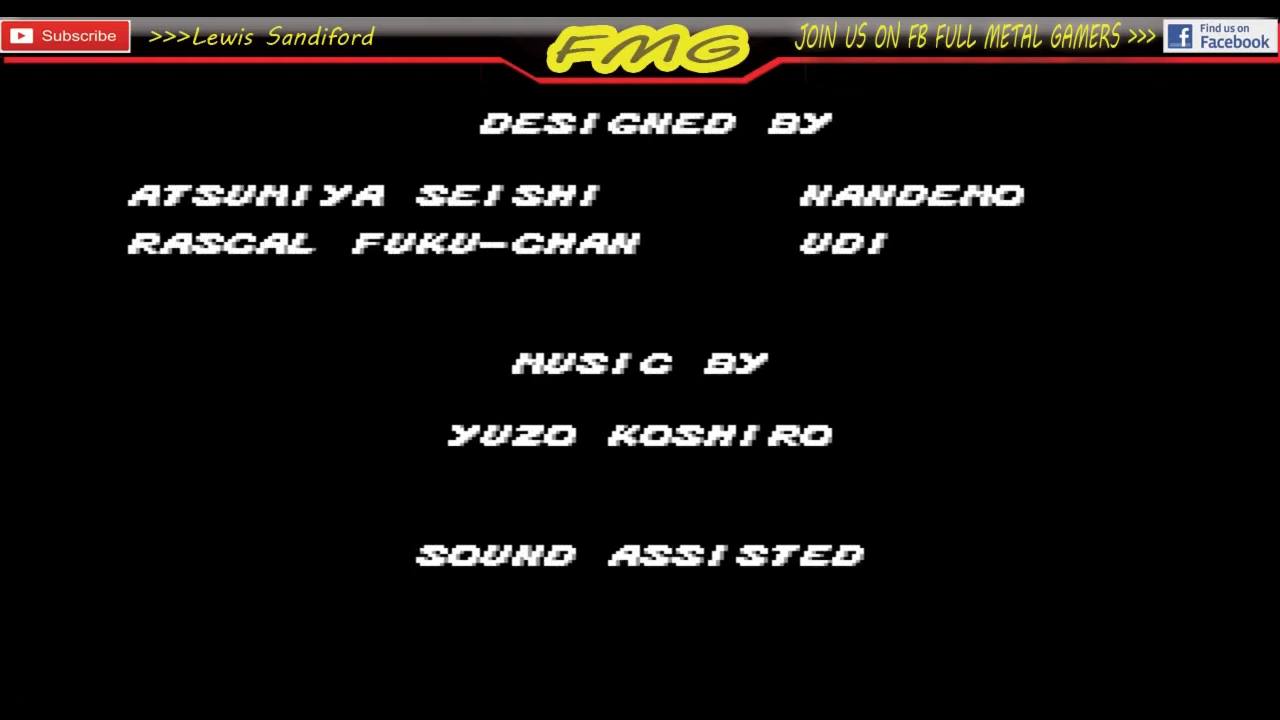 Subscribe >>>Lewis Sandiford FMG JOIN US ON FB FULL METAL GAMERS >>> Find us on Facebook
DESIGNED BY
ATSUMIYA SEISHI NANDEMO
RASCAL FUKU-CHAN UDI
MUSIC BY
YUZO KOSHIRO
SOUND ASSISTED